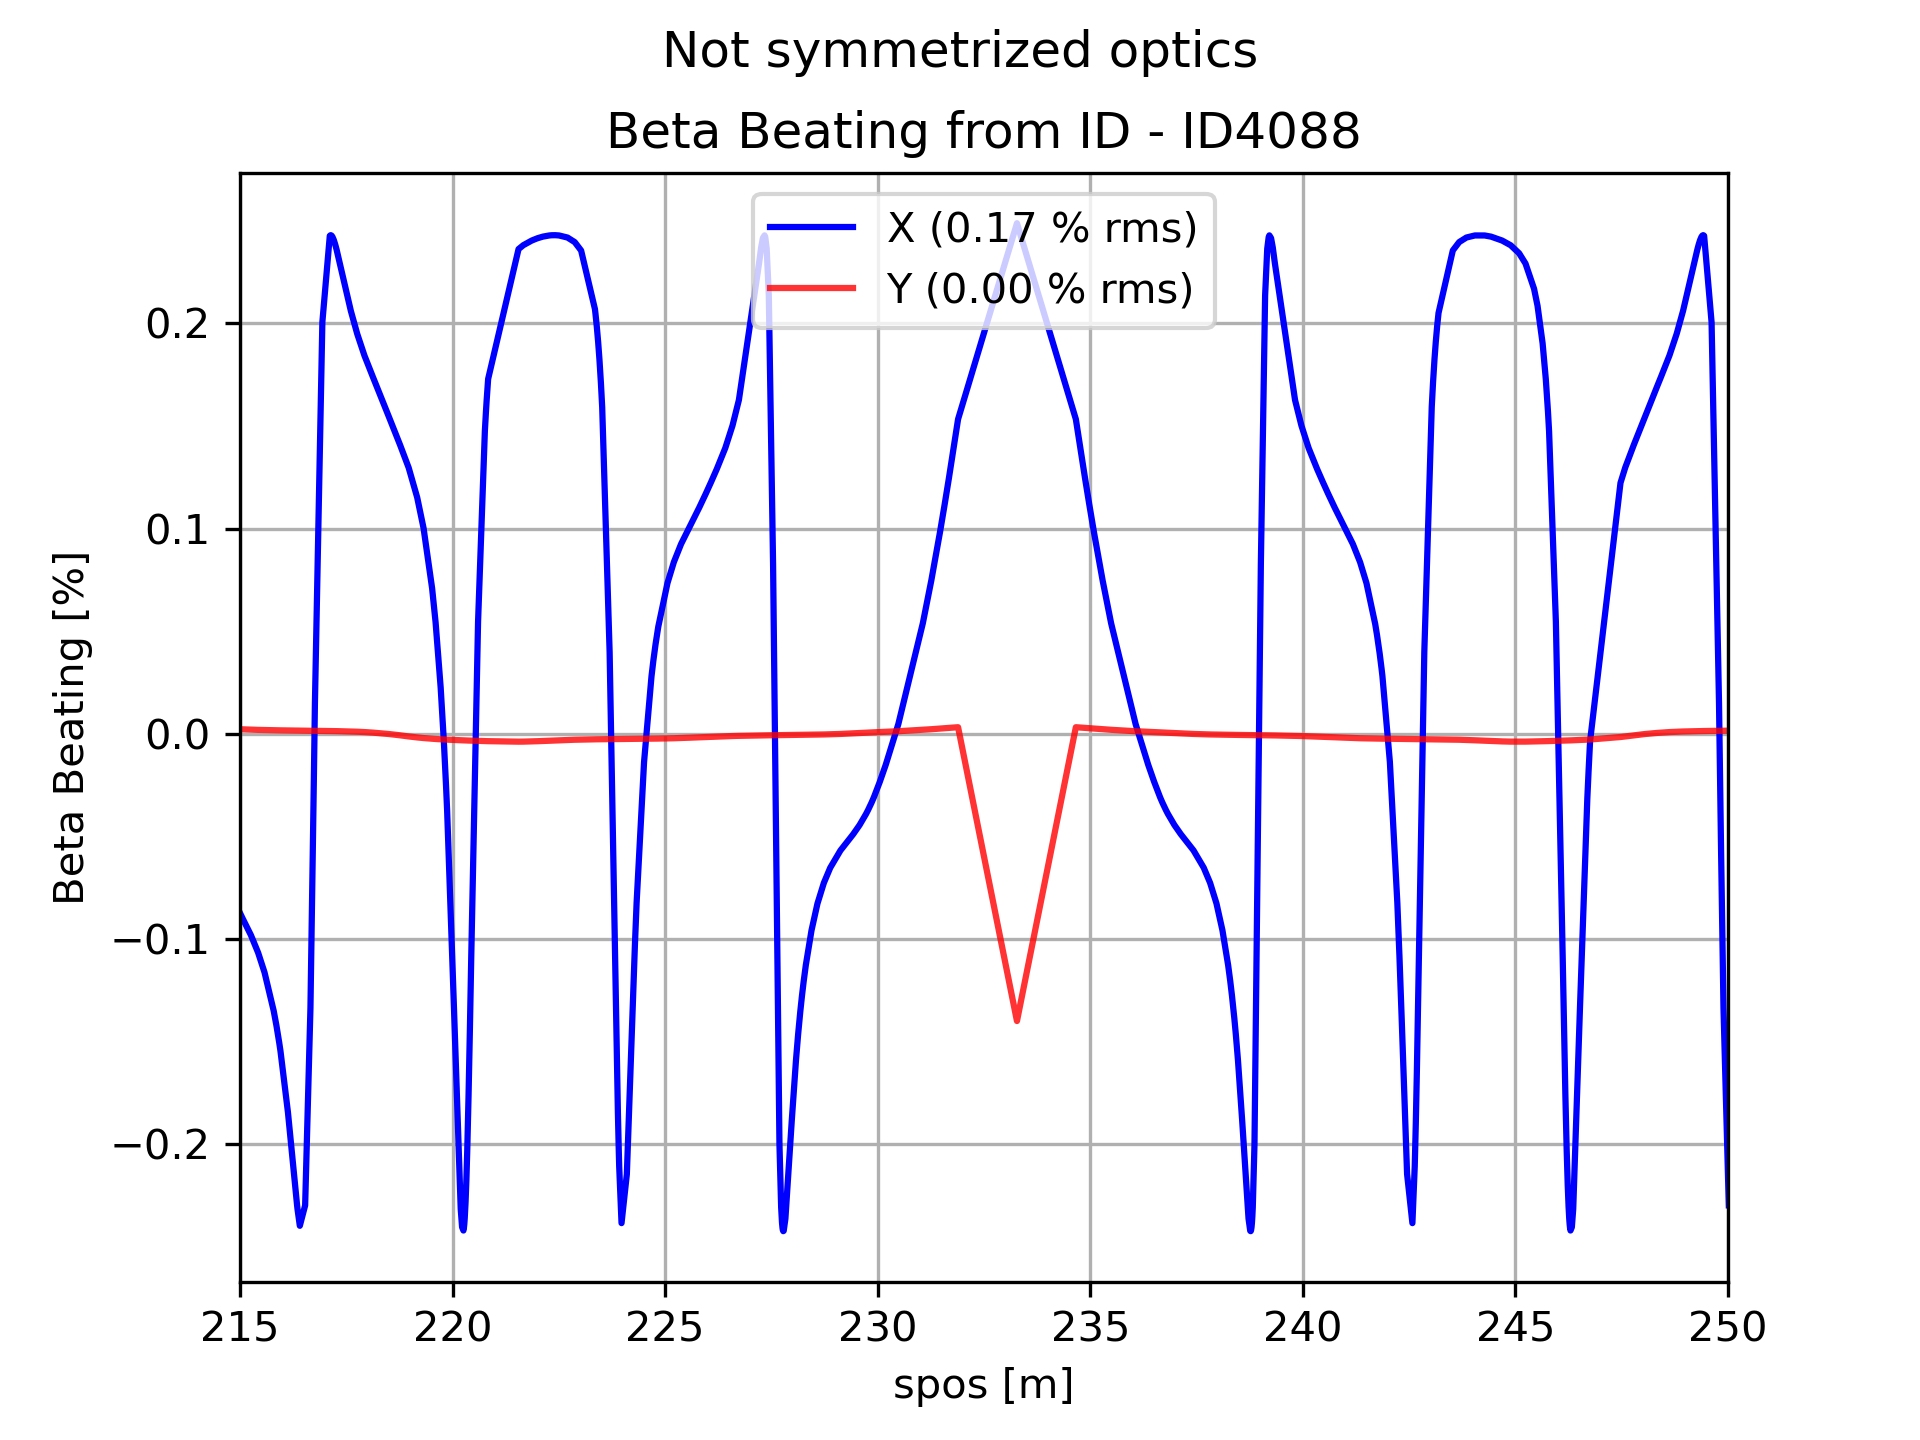 Not symmetrized optics
Beta Beating from ID - ID4088
X (0.17 % rms)
Y (0.00 % rms)
Beta Beating [%]
0.2
0.1
0.0
−0.1
−0.2
215 220 225 230 235 240 245 250
spos [m]